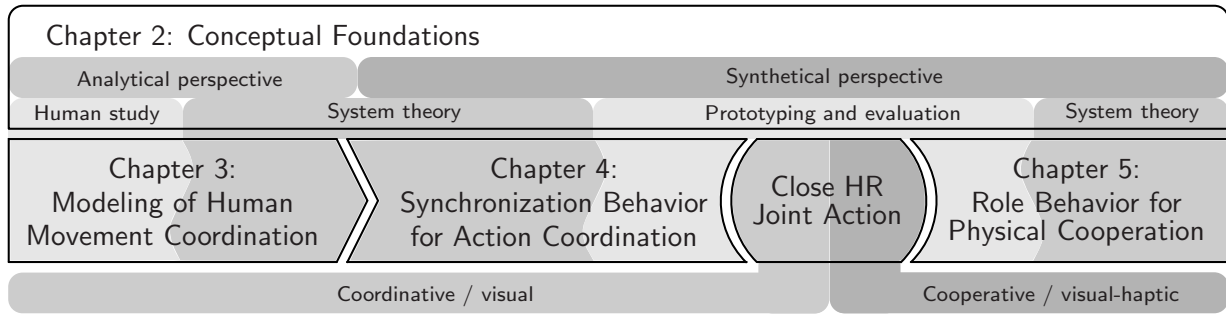 Chapter 2: Conceptual Foundations
Analytical perspective
Synthetical perspective
Human study
System theory
Prototyping and evaluation
System theory
Chapter 3:
Modeling of Human
Movement Coordination
Chapter 4:
Synchronization Behavior
for Action Coordination
Close HR
Joint Action
Chapter 5:
Role Behavior for
Physical Cooperation
Coordinative / visual
Cooperative / visual-haptic